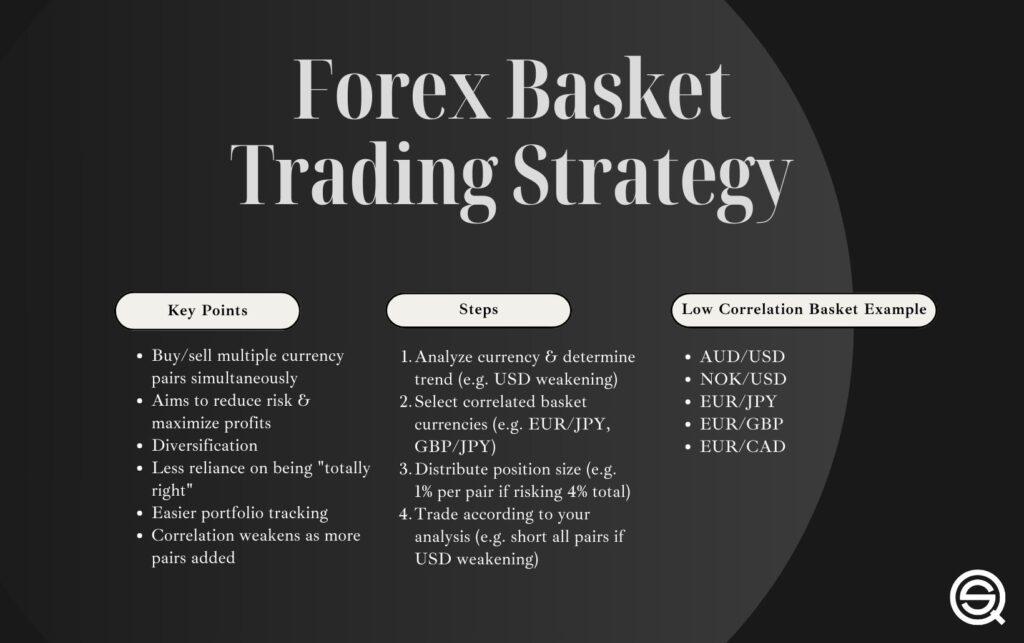 Forex Basket
Trading Strategy
Key Points
• Buy/sell multiple currency
pairs simultaneously
• Aims to reduce risk &
maximize profits
• Diversification
• Less reliance on being "totally
right"
• Easier portfolio tracking
• Correlation weakens as more
pairs added
Steps
1. Analyze currency & determine
trend (e.g. USD weakening)
2. Select correlated basket
currencies (e.g. EUR/JPY,
GBP/JPY)
3. Distribute position size (e.g.
1% per pair if risking 4% total)
4. Trade according to your
analysis (e.g. short all pairs if
USD weakening)
Low Correlation Basket Example
• AUD/USD
• NOK/USD
• EUR/JPY
• EUR/GBP
• EUR/CAD